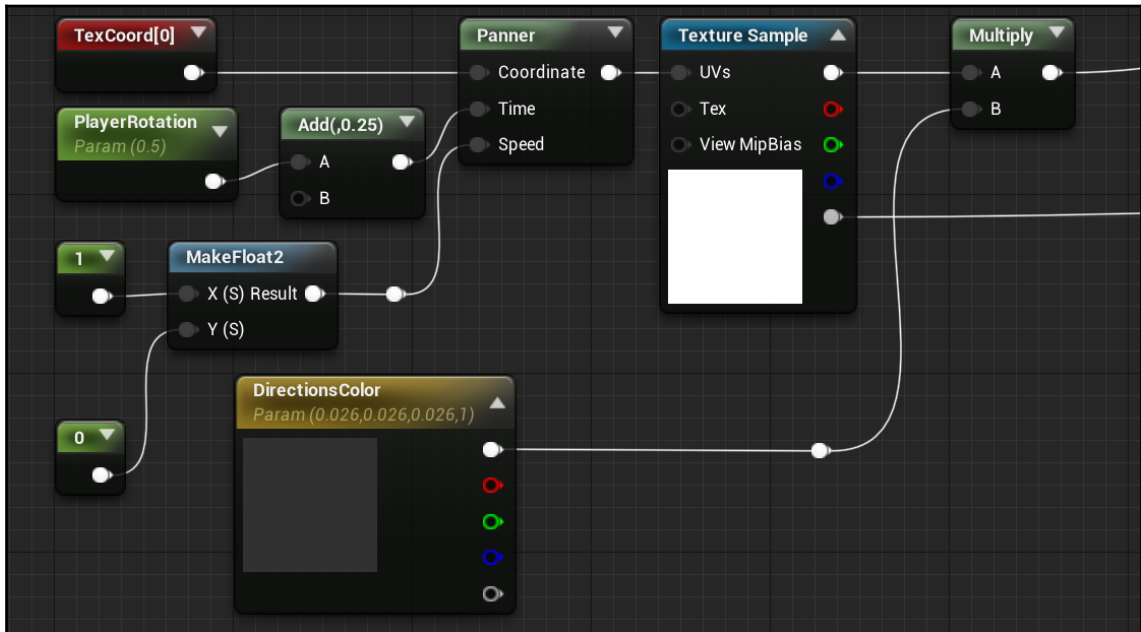 TexCoord[0]
PlayerRotation
Param (0.5)
Add(,0.25)
A
B
1
MakeFloat2
X (S) Result
Y (S)
0
DirectionsColor
Param (0.026,0.026,0.026,1)
Panner
Coordinate
Time
Speed
Texture Sample
UVs
Tex
View MipBias
Multiply
A
B